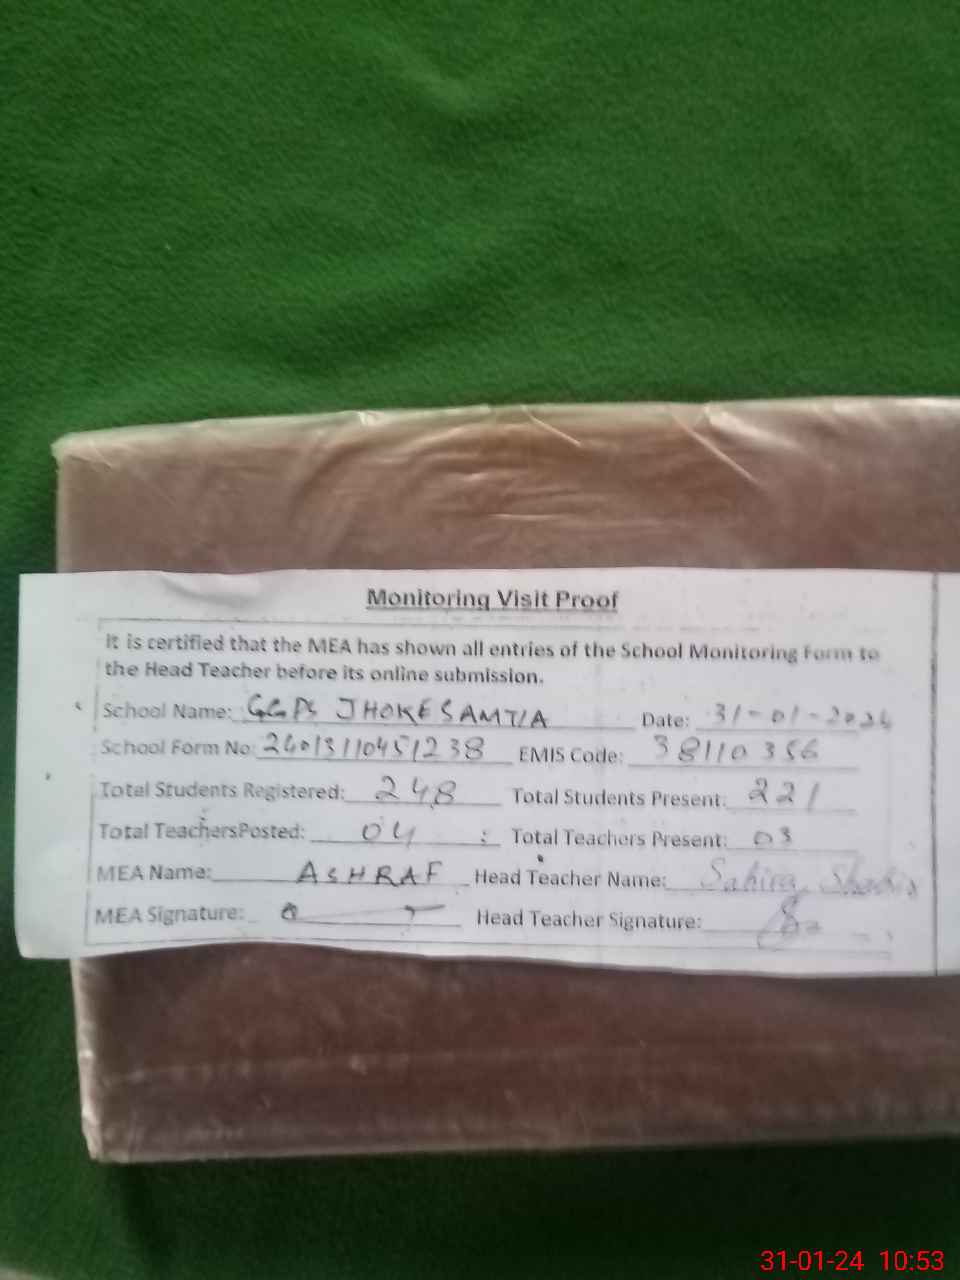 Monitoring Visit Proof
It is certified that the MEA has shown all entries of the School Monitoring Form to
the Head Teacher before its online submission.
School Name: GGPS JHOKE SAMTIA Date: 31-01-2024
School Form No: 24013110451238 EMIS Code: 38110356
Total Students Registered: 248 Total Students Present: 221
Total TeachersPosted: 04 Total Teachers Present: 03
MEA Name: ASHRAF Head Teacher Name: Sahira
MEA Signature: Head Teacher Signature:
31-01-24 10:53